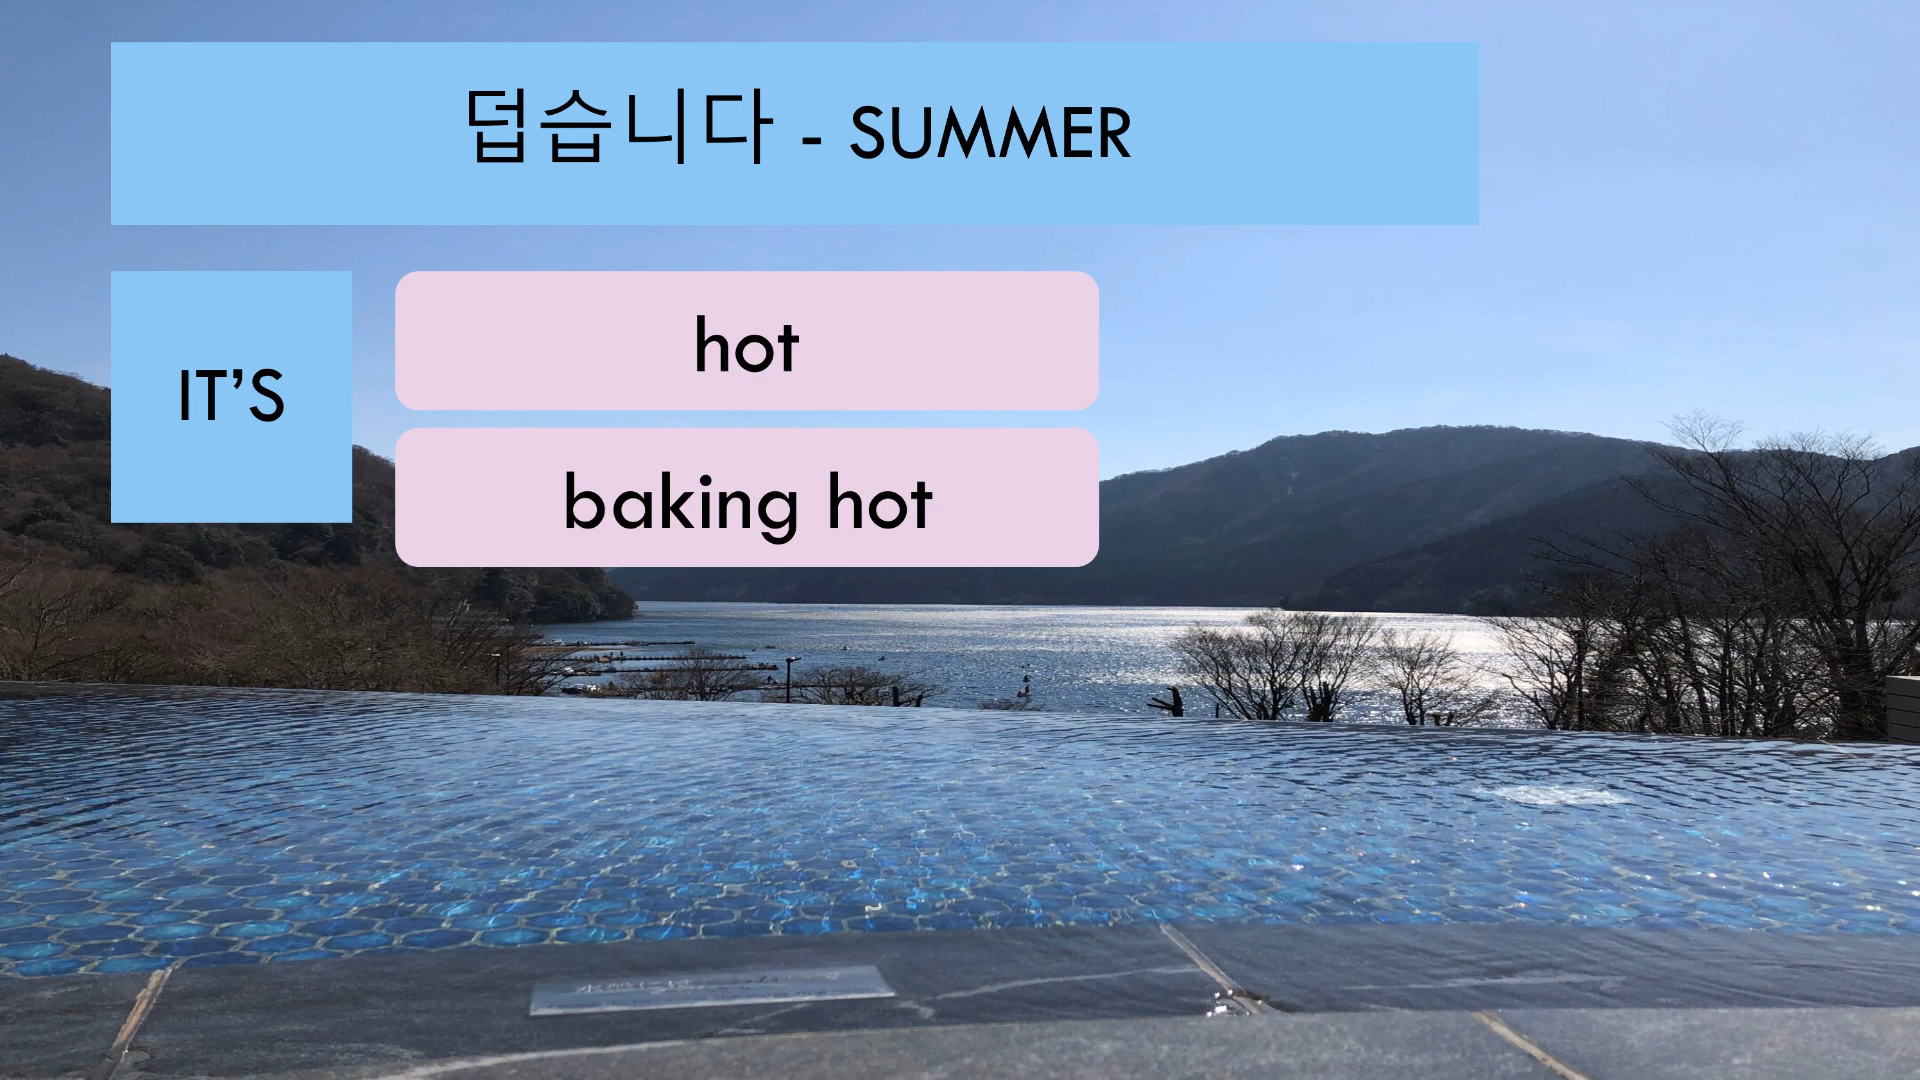 덥습니다 - SUMMER
IT’S
hot
baking hot